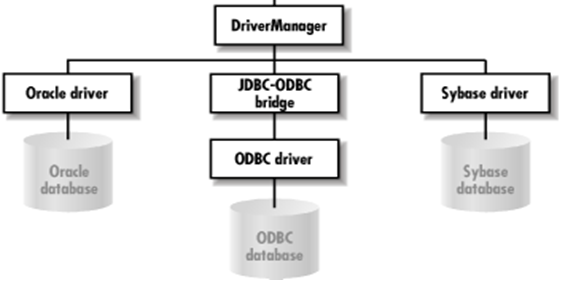 DriverManager
Oracle driver
JDBC-ODBC
bridge
Sybase driver
Oracle
database
ODBC driver
Sybase
database
ODBC
database